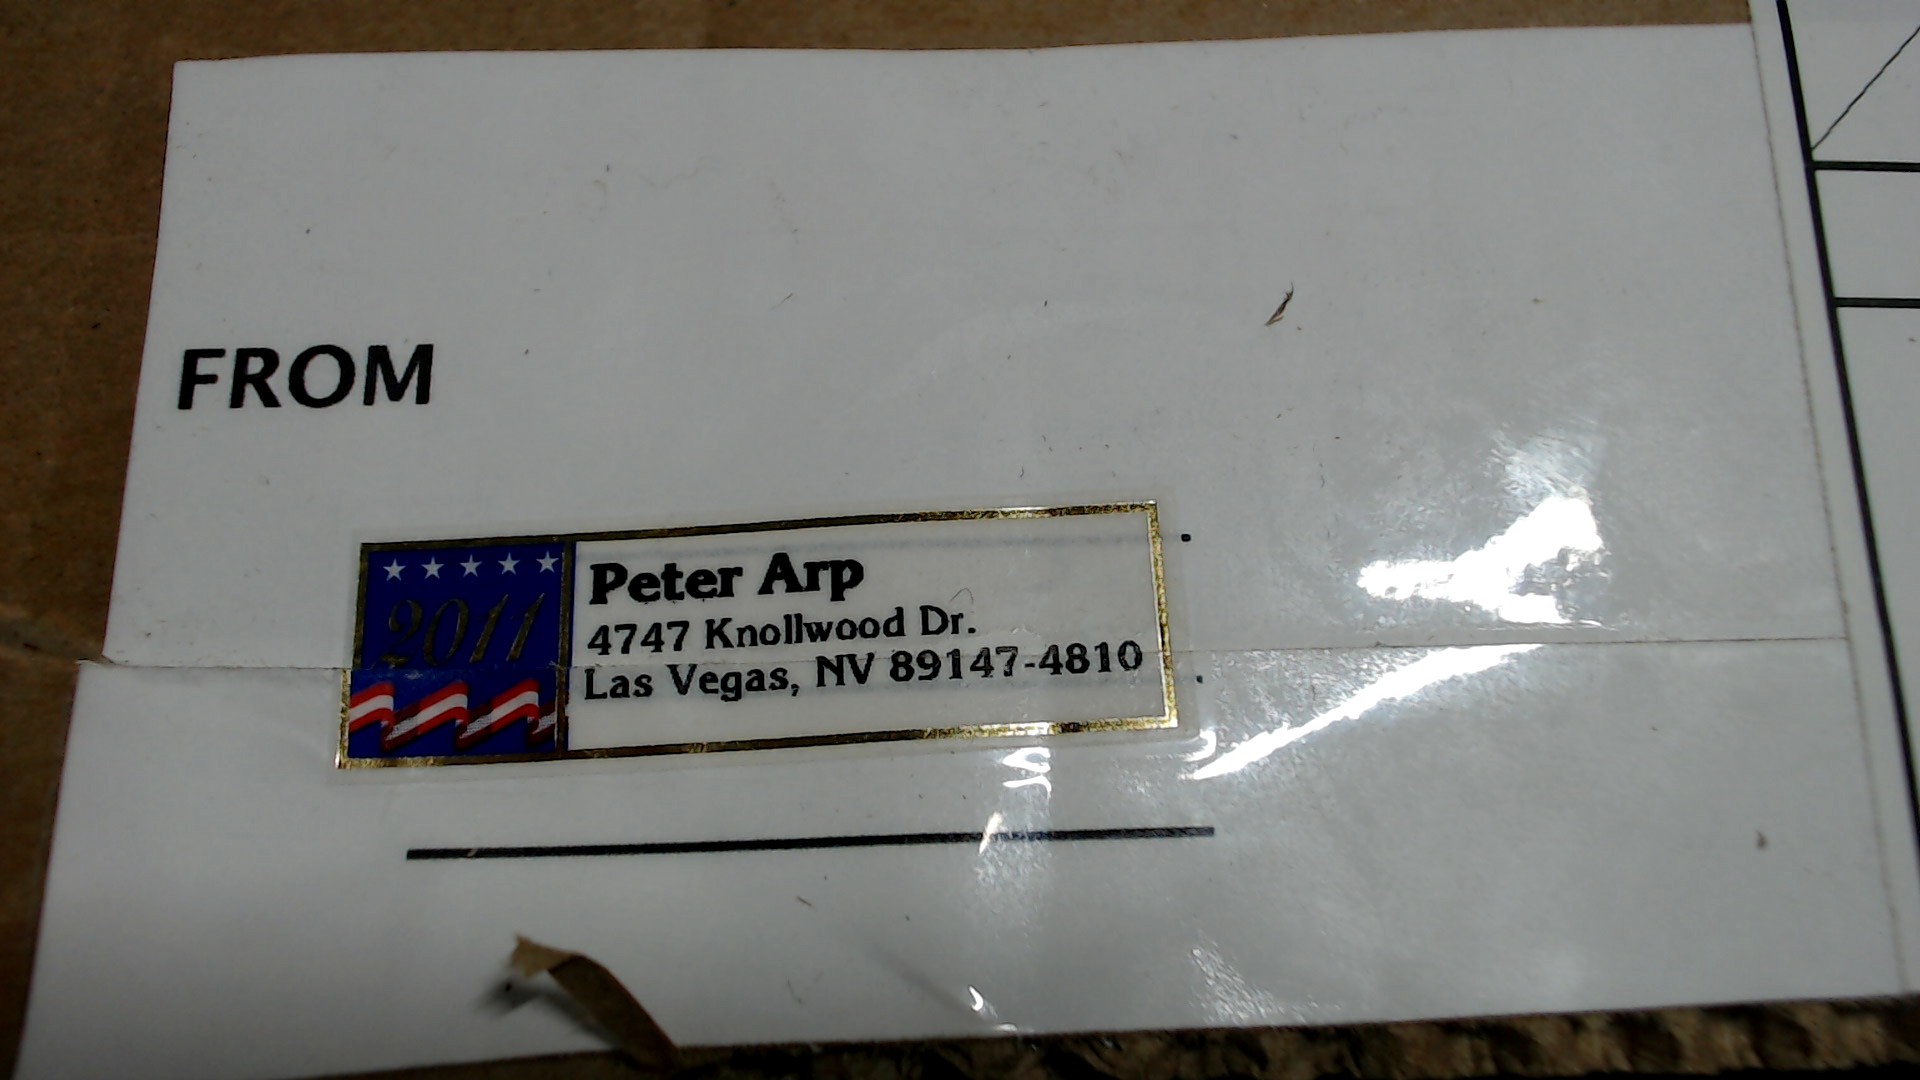 FROM
2011
Peter Arp
4747 Knollwood Dr.
Las Vegas, NV 89147-4810